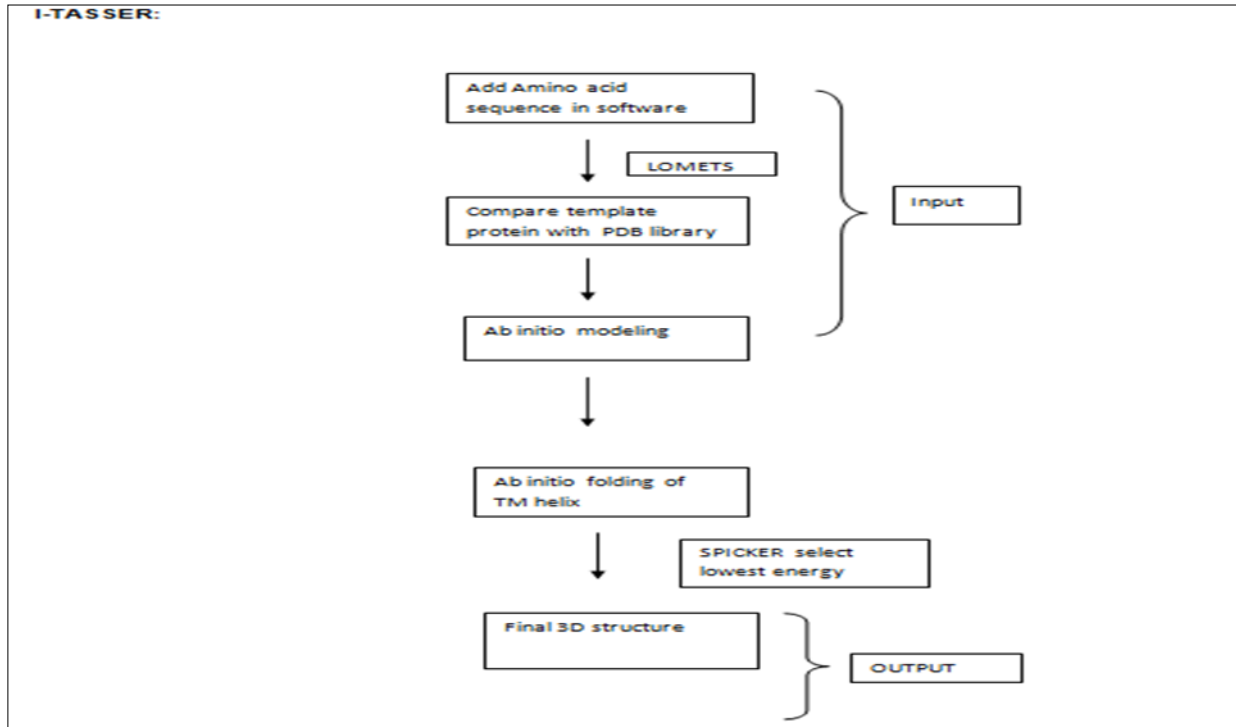 I-TASSER:
Add Amino acid
sequence in software
LOMETS
Compare template
protein with PDB library
Input
Ab initio modeling
Ab initio folding of
TM helix
SPICKER select
lowest energy
Final 3D structure
OUTPUT